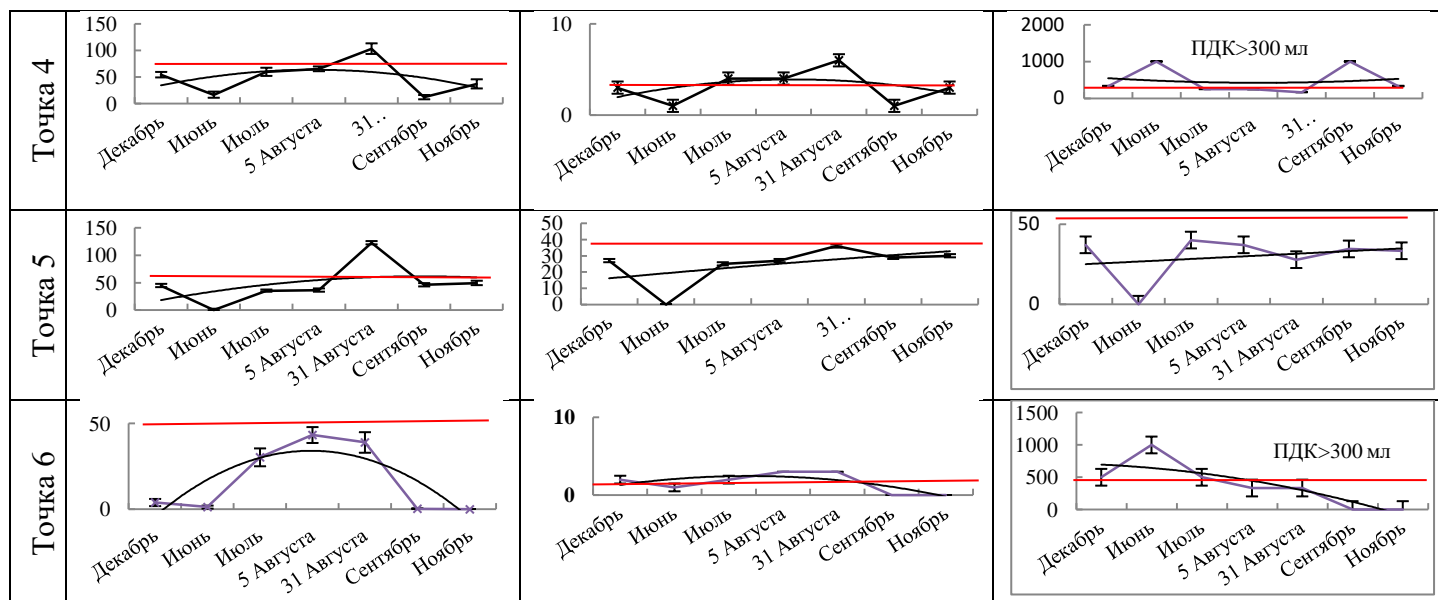 Точка 4
150
100
50
0
Декабрь
Июнь
Июль
5 Августа
31..
Сентябрь
Ноябрь
10
0
Декабрь
Июнь
Июль
5 Августа
31 Августа
Сентябрь
Ноябрь
2000
1000
0
ПДК>300 мл
Декабрь
Июнь
Июль
5 Августа
31..
Сентябрь
Ноябрь
Точка 5
150
100
50
0
Декабрь
Июнь
Июль
5 Августа
31 Августа
Сентябрь
Ноябрь
50
40
30
20
10
0
Декабрь
Июнь
Июль
5 Августа
31..
Сентябрь
Ноябрь
50
0
Декабрь
Июнь
Июль
5 Августа
31 Августа
Сентябрь
Ноябрь
Точка 6
50
0
Декабрь
Июнь
Июль
5 Августа
31 Августа
Сентябрь
Ноябрь
10
0
Декабрь
Июнь
Июль
5 Августа
31 Августа
Сентябрь
Ноябрь
1500
1000
500
0
ПДК>300 мл
Декабрь
Июнь
Июль
5 Августа
31 Августа
Сентябрь
Ноябрь